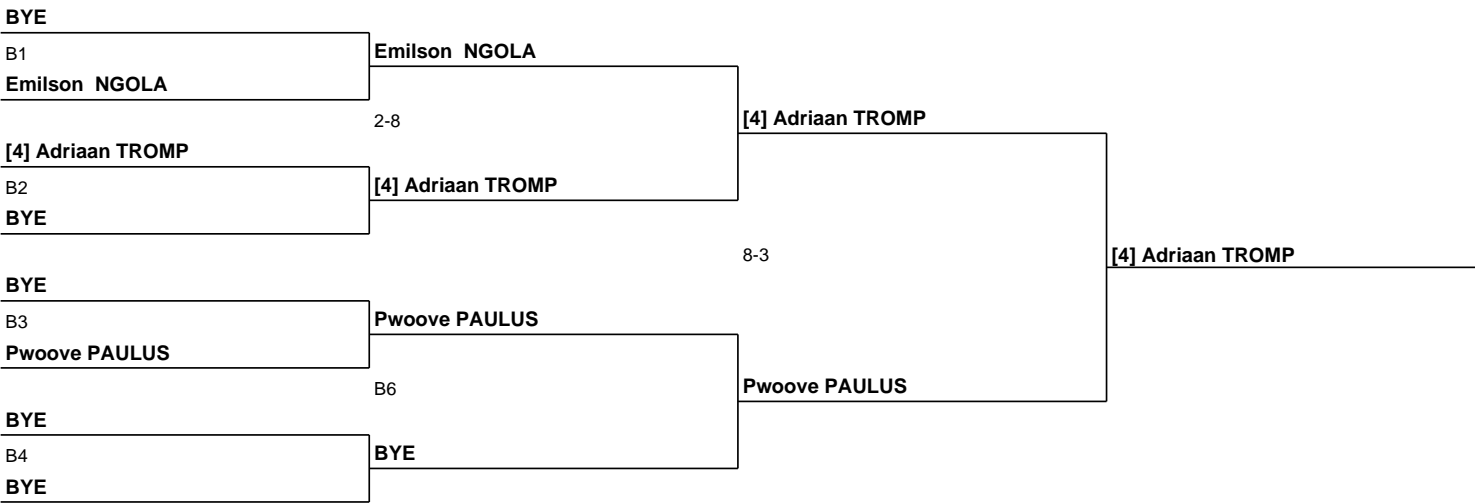 BYE
B1
Emilson  NGOLA
Emilson  NGOLA
2-8
[4] Adriaan TROMP
[4] Adriaan TROMP
B2
[4] Adriaan TROMP
BYE
8-3
[4] Adriaan TROMP
BYE
B3
Pwoove PAULUS
Pwoove PAULUS
B6
Pwoove PAULUS
BYE
B4
BYE
BYE